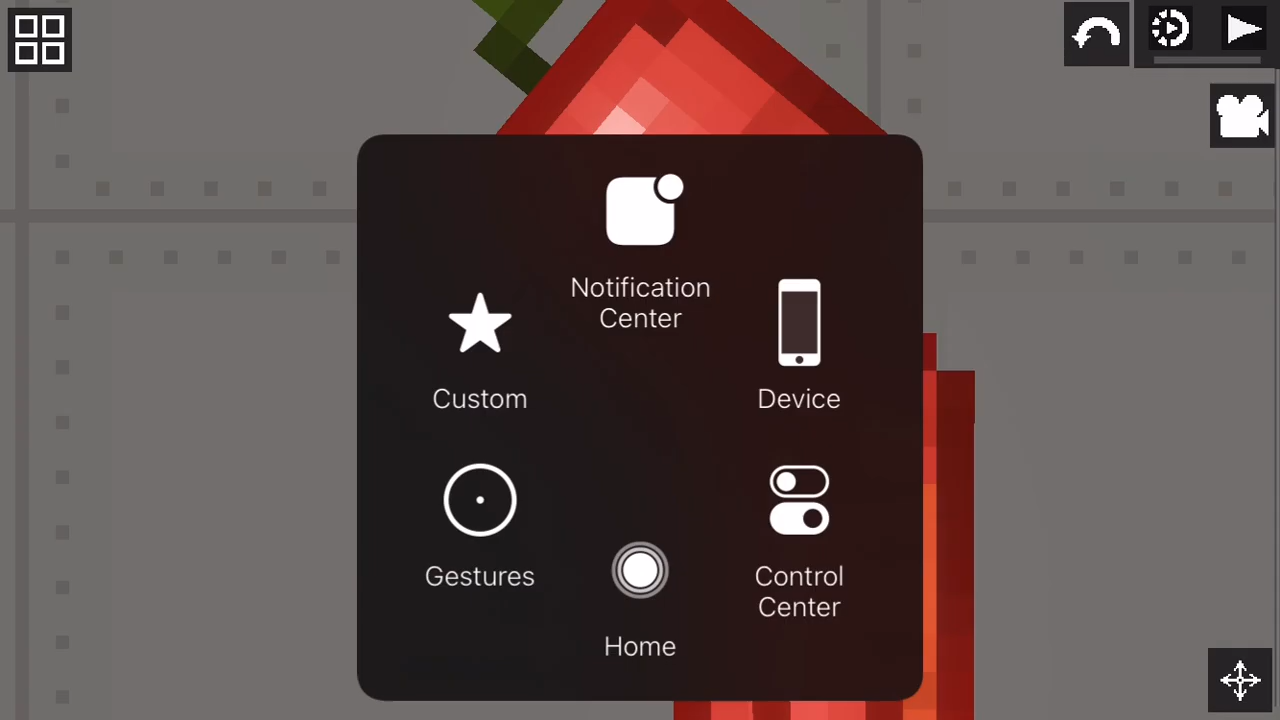 Notification
Center
Custom
Device
Gestures
Control
Center
Home